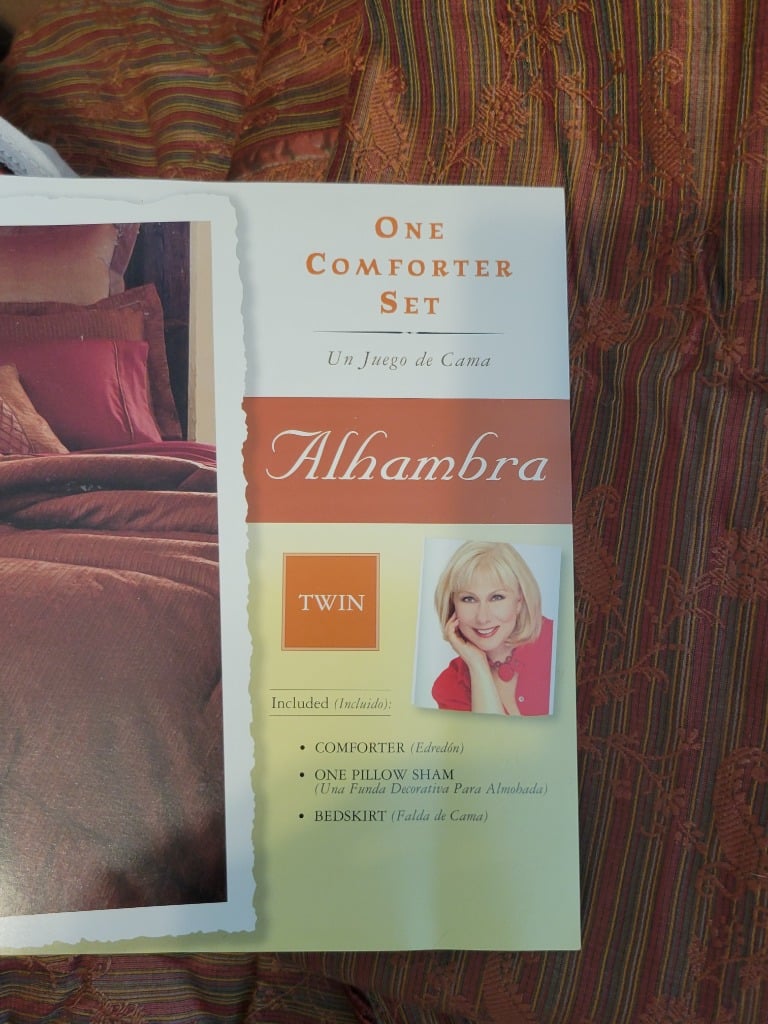 ONE
COMFORTER
SET
Un Juego de Cama
Alhambra
TWIN
Included (Incluido):
• COMFORTER (Edredón)
• ONE PILLOW SHAM
(Una Funda Decorativa Para Almohada)
• BEDSKIRT (Falda de Cama)